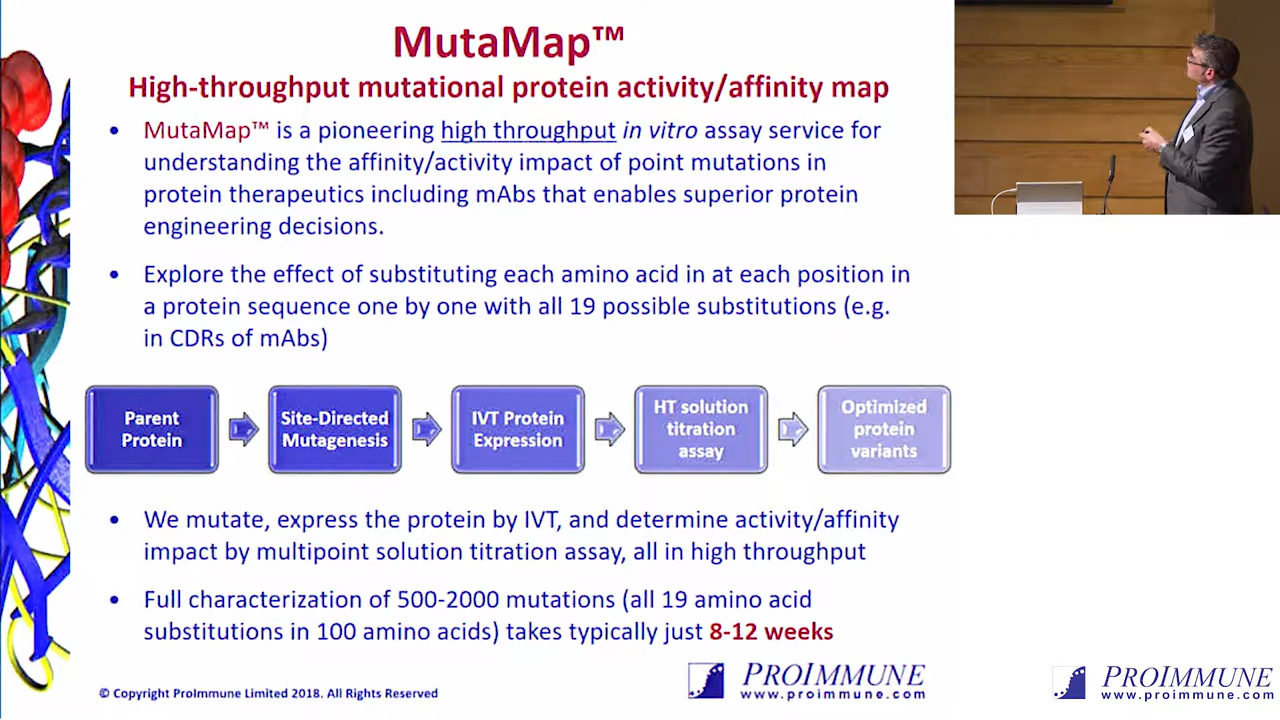 MutaMap™
High-throughput mutational protein activity/affinity map
• MutaMap™ is a pioneering high throughput in vitro assay service for
understanding the affinity/activity impact of point mutations in
protein therapeutics including mAbs that enables superior protein
engineering decisions.
• Explore the effect of substituting each amino acid in at each position in
a protein sequence one by one with all 19 possible substitutions (e.g.
in CDRs of mAbs)
Parent
Protein
Site-Directed
Mutagenesis
IVT Protein
Expression
HT solution
titration
assay
Optimized
protein
variants
• We mutate, express the protein by IVT, and determine activity/affinity
impact by multipoint solution titration assay, all in high throughput
• Full characterization of 500-2000 mutations (all 19 amino acid
substitutions in 100 amino acids) takes typically just 8-12 weeks
© Copyright ProImmune Limited 2018. All Rights Reserved
PROIMMUNE
www.proimmune.com
PROIMMUNE
www.proimmune.com